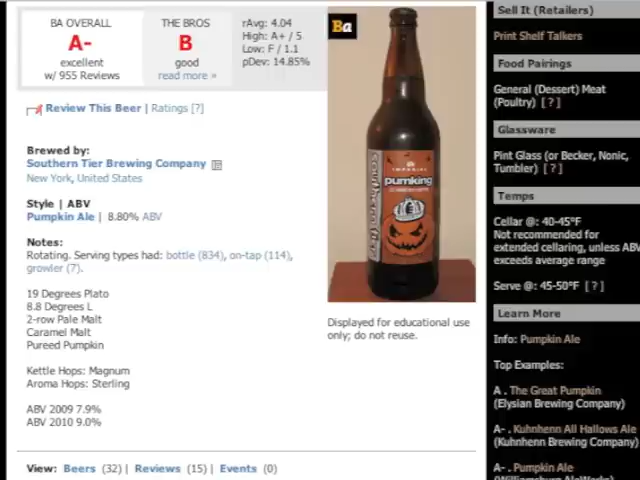 BA OVERALL
A-
excellent
w/ 955 Reviews
THE BROS
B
good
read more »
rAvg: 4.04
High: A+ / 5
Low: F / 1.1
pDev: 14.85%
Ba
Review This Beer | Ratings [?]
Brewed by:
Southern Tier Brewing Company
New York, United States
Style | ABV
Pumpkin Ale | 8.80% ABV
Notes:
Rotating. Serving types had: bottle (834), on-tap (114),
growler (7).
19 Degrees Plato
8.8 Degrees L
2-row Pale Malt
Caramel Malt
Pureed Pumpkin
Kettle Hops: Magnum
Aroma Hops: Sterling
ABV 2009 7.9%
ABV 2010 9.0%
View: Beers (32) | Reviews (15) | Events (0)
IMPERIAL
pumking
southern tier
Displayed for educational use
only; do not reuse.
Sell It (Retailers)
Print Shelf Talkers
Food Pairings
General (Dessert) Meat
(Poultry) [ ? ]
Glassware
Pint Glass (or Becker, Nonic,
Tumbler) [ ? ]
Temps
Cellar @: 40-45°F
Not recommended for
extended cellaring, unless ABV
exceeds average range
Serve @: 45-50°F [ ? ]
Learn More
Info: Pumpkin Ale
Top Examples:
A . The Great Pumpkin
(Elysian Brewing Company)
A- . Kuhnhenn All Hallows Ale
(Kuhnhenn Brewing Company)
A- . Pumpkin Ale
(Williamsburg AleWerks)